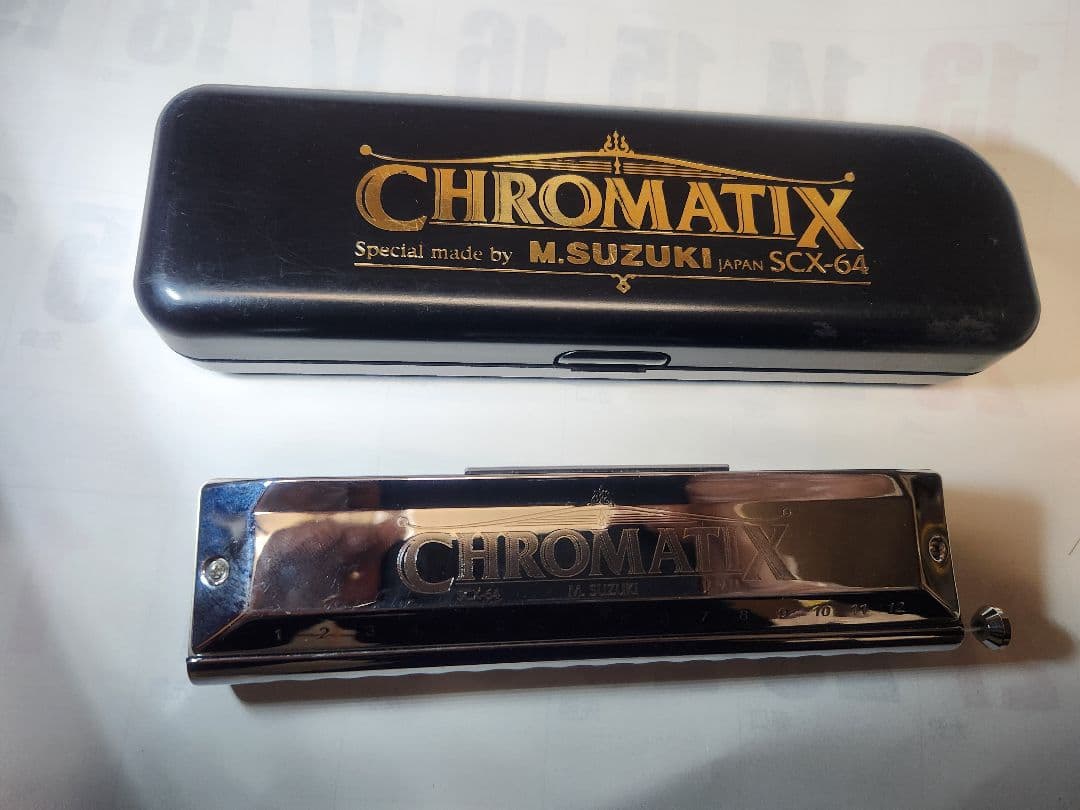 CHROMATIX
Special made by M.SUZUKI JAPAN SCX-64
CHROMATIX
SCX-64 M. SUZUKI
1 2 3 7 8 9 10 11 12